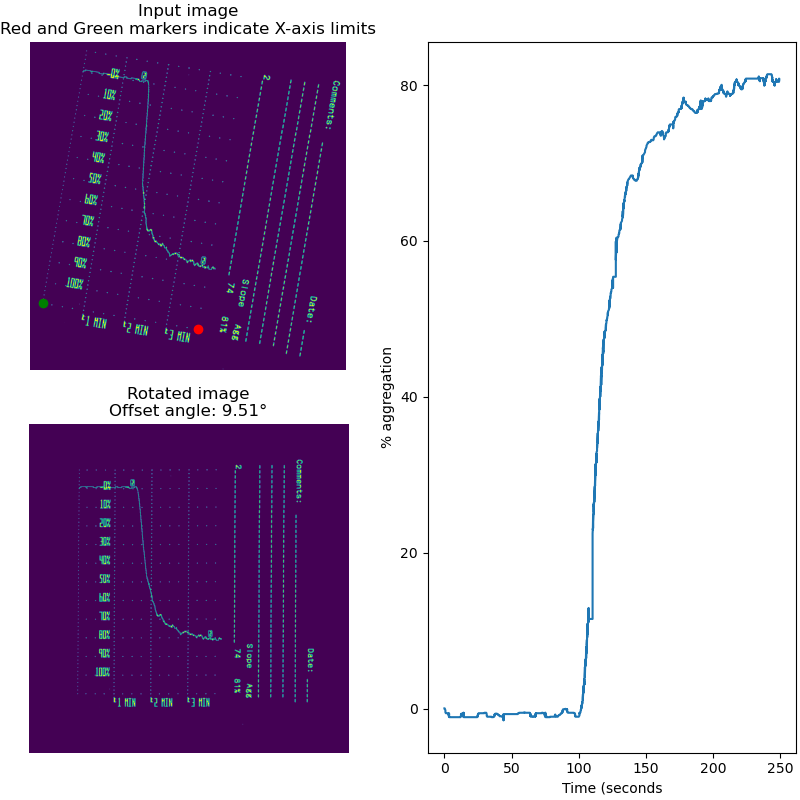 Input image
Red and Green markers indicate X-axis limits
0%
10%
20%
30%
40%
50%
60%
70%
80%
90%
100%
1 MIN
2 MIN
3 MIN
2
Comments:
Date:
Slope
74
Agg
81%
Rotated image
Offset angle: 9.51°
0%
10%
20%
30%
40%
50%
60%
70%
80%
90%
100%
1 MIN
2 MIN
3 MIN
2
Comments:
Date:
Slope
74
Agg
81%
% aggregation
80
60
40
20
0
0
50
100
150
200
250
Time (seconds